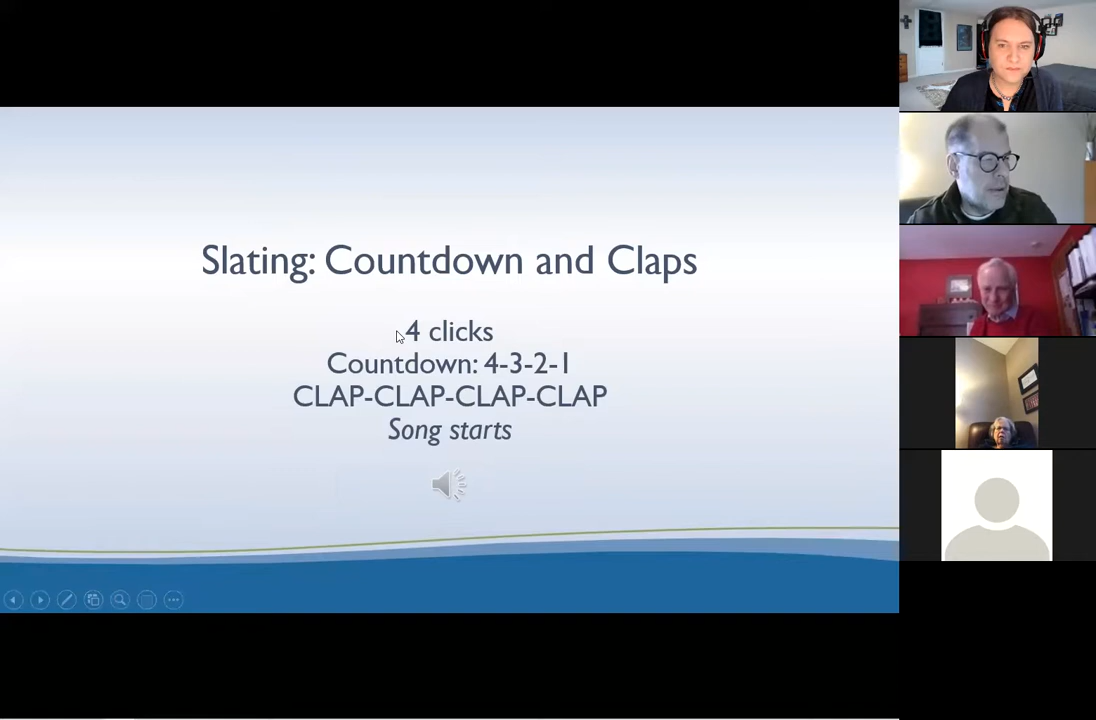 Slating: Countdown and Claps
4 clicks
Countdown: 4-3-2-1
CLAP-CLAP-CLAP-CLAP
Song starts